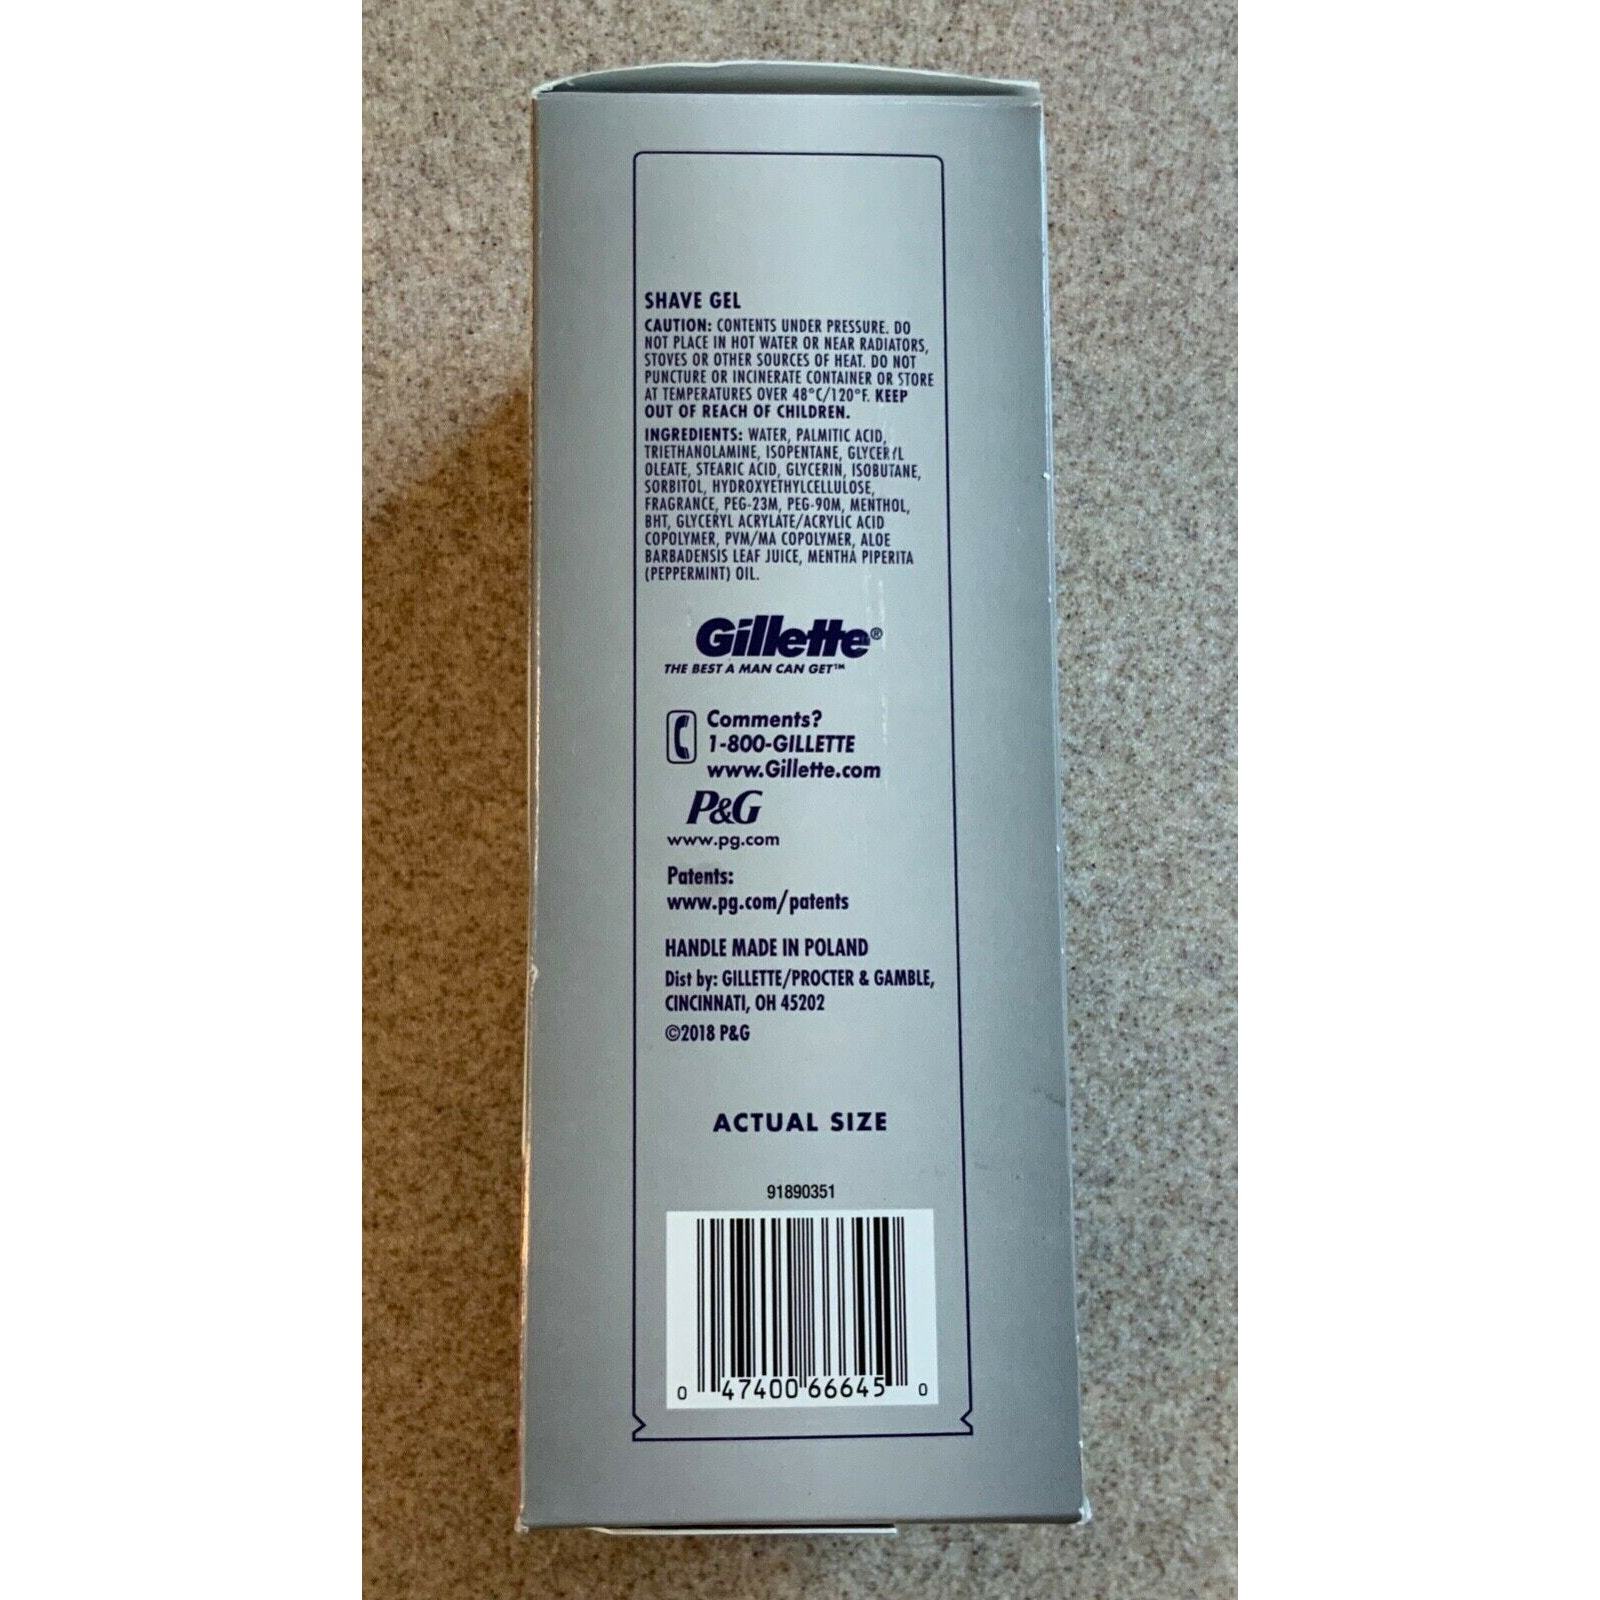 SHAVE GEL
CAUTION: CONTENTS UNDER PRESSURE. DO
NOT PLACE IN HOT WATER OR NEAR RADIATORS,
STOVES OR OTHER SOURCES OF HEAT. DO NOT
PUNCTURE OR INCINERATE CONTAINER OR STORE
AT TEMPERATURES OVER 48°C/120°F. KEEP
OUT OF REACH OF CHILDREN.
INGREDIENTS: WATER, PALMITIC ACID,
TRIETHANOLAMINE, ISOPENTANE, GLYCERYL
OLEATE, STEARIC ACID, GLYCERIN, ISOBUTANE,
SORBITOL, HYDROXYETHYLCELLULOSE,
FRAGRANCE, PEG-23M, PEG-90M, MENTHOL,
BHT, GLYCERYL ACRYLATE/ACRYLIC ACID
COPOLYMER, PVM/MA COPOLYMER, ALOE
BARBADENSIS LEAF JUICE, MENTHA PIPERITA
(PEPPERMINT) OIL.
Gillette®
THE BEST A MAN CAN GET™
Comments?
1-800-GILLETTE
www.Gillette.com
P&G
www.pg.com
Patents:
www.pg.com/patents
HANDLE MADE IN POLAND
Dist by: GILLETTE/PROCTER & GAMBLE,
CINCINNATI, OH 45202
©2018 P&G
ACTUAL SIZE
91890351
0 47400 66645 0